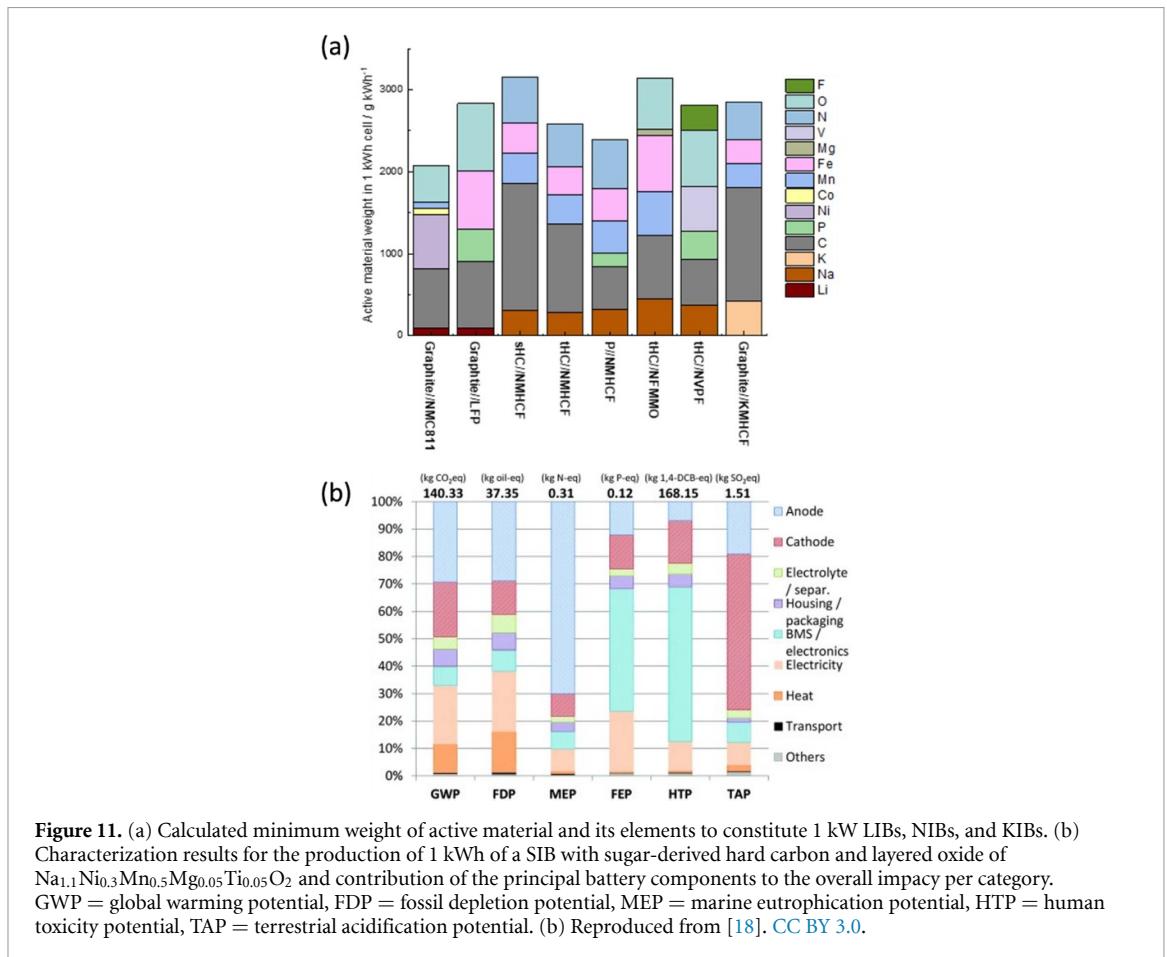 (a)
Active material weight in 1 kWh cell / g kWh⁻¹
3000
2000
1000
0
Graphite//NMC811
Graphtie//LFP
sHC//NMHCF
tHC//NMHCF
P//NMHCF
tHC//NFMMO
tHC//NVPF
Graphite//KMHCF
F
O
N
V
Mg
Fe
Mn
Co
Ni
P
C
K
Na
Li
(b)
(kg CO₂eq) (kg oil-eq) (kg N-eq) (kg P-eq) (kg 1,4-DCB-eq) (kg SO₂eq)
140.33 37.35 0.31 0.12 168.15 1.51
100%
90%
80%
70%
60%
50%
40%
30%
20%
10%
0%
GWP FDP MEP FEP HTP TAP
Anode
Cathode
Electrolyte
/ separ.
Housing /
packaging
BMS /
electronics
Electricity
Heat
Transport
Others
Figure 11. (a) Calculated minimum weight of active material and its elements to constitute 1 kW LIBs, NIBs, and KIBs. (b)
Characterization results for the production of 1 kWh of a SIB with sugar-derived hard carbon and layered oxide of
Na₁.₁Ni₀.₃Mn₀.₅Mg₀.₀₅Ti₀.₀₅O₂ and contribution of the principal battery components to the overall impacy per category.
GWP = global warming potential, FDP = fossil depletion potential, MEP = marine eutrophication potential, HTP = human
toxicity potential, TAP = terrestrial acidification potential. (b) Reproduced from [18]. CC BY 3.0.